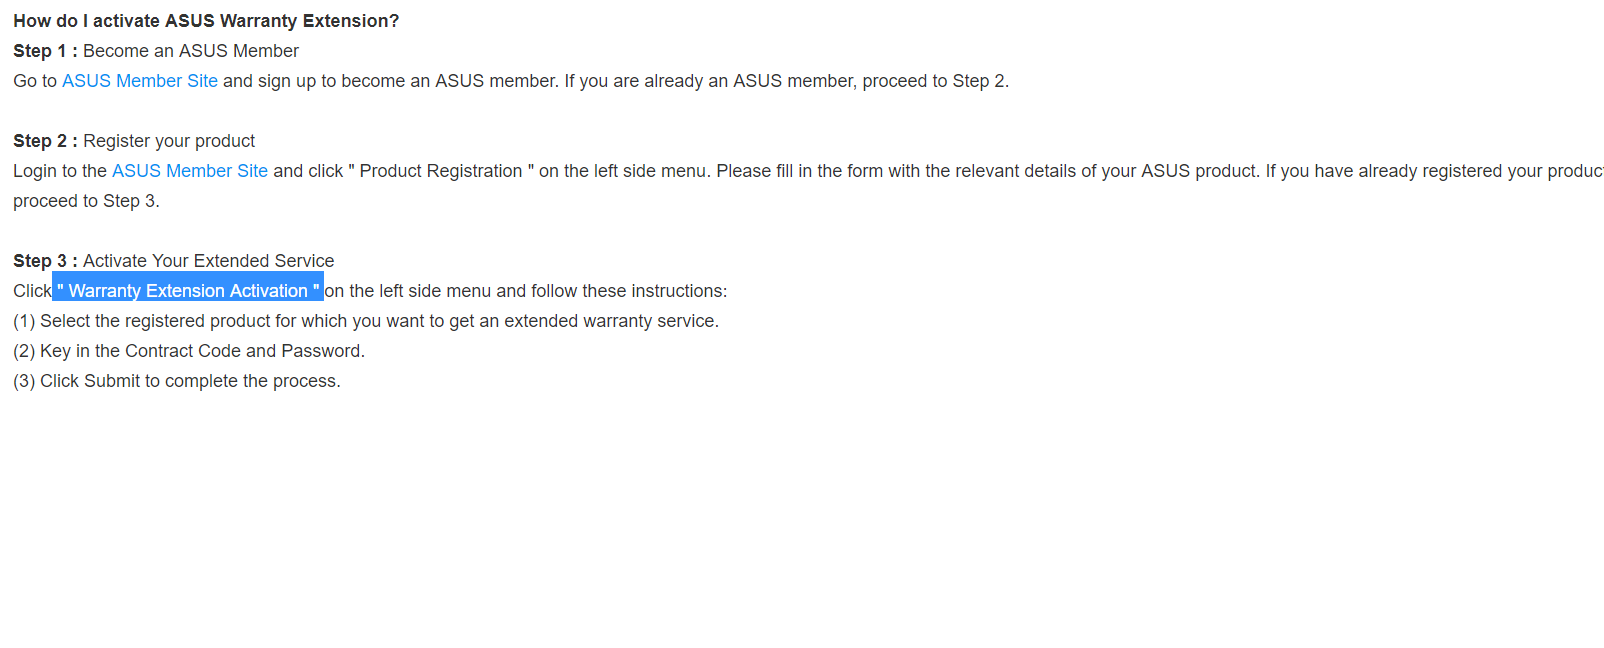 How do I activate ASUS Warranty Extension?
Step 1 : Become an ASUS Member
Go to ASUS Member Site and sign up to become an ASUS member. If you are already an ASUS member, proceed to Step 2.
Step 2 : Register your product
Login to the ASUS Member Site and click " Product Registration " on the left side menu. Please fill in the form with the relevant details of your ASUS product. If you have already registered your product
proceed to Step 3.
Step 3 : Activate Your Extended Service
Click " Warranty Extension Activation " on the left side menu and follow these instructions:
(1) Select the registered product for which you want to get an extended warranty service.
(2) Key in the Contract Code and Password.
(3) Click Submit to complete the process.